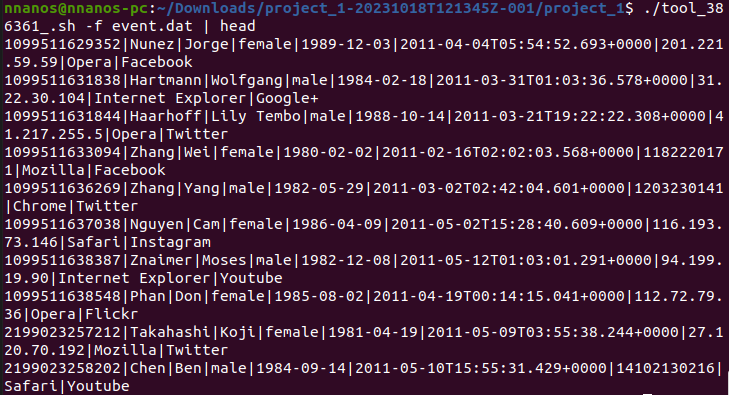 nnanos@nnanos-pc:~/Downloads/project_1-20231018T121345Z-001/project_1$ ./tool_38
6361_.sh -f event.dat | head
1099511629352|Nunez|Jorge|female|1989-12-03|2011-04-04T05:54:52.693+0000|201.221
.59.59|Opera|Facebook
1099511631838|Hartmann|Wolfgang|male|1984-02-18|2011-03-31T01:03:36.578+0000|31.
22.30.104|Internet Explorer|Google+
1099511631844|Haarhoff|Lily Tembo|male|1988-10-14|2011-03-21T19:22:22.308+0000|4
1.217.255.5|Opera|Twitter
1099511633094|Zhang|Wei|female|1980-02-02|2011-02-16T02:02:03.568+0000|118222017
1|Mozilla|Facebook
1099511636269|Zhang|Yang|male|1982-05-29|2011-03-02T02:42:04.601+0000|1203230141
|Chrome|Twitter
1099511637038|Nguyen|Cam|female|1986-04-09|2011-05-02T15:28:40.609+0000|116.193.
73.146|Safari|Instagram
1099511638387|Znaimer|Moses|male|1982-12-08|2011-05-12T01:03:01.291+0000|94.199.
19.90|Internet Explorer|Youtube
1099511638548|Phan|Don|female|1985-08-02|2011-04-19T00:14:15.041+0000|112.72.79.
36|Opera|Flickr
2199023257212|Takahashi|Koji|female|1981-04-19|2011-05-09T03:55:38.244+0000|27.1
20.70.192|Mozilla|Twitter
2199023258202|Chen|Ben|male|1984-09-14|2011-05-10T15:55:31.429+0000|14102130216|
Safari|Youtube